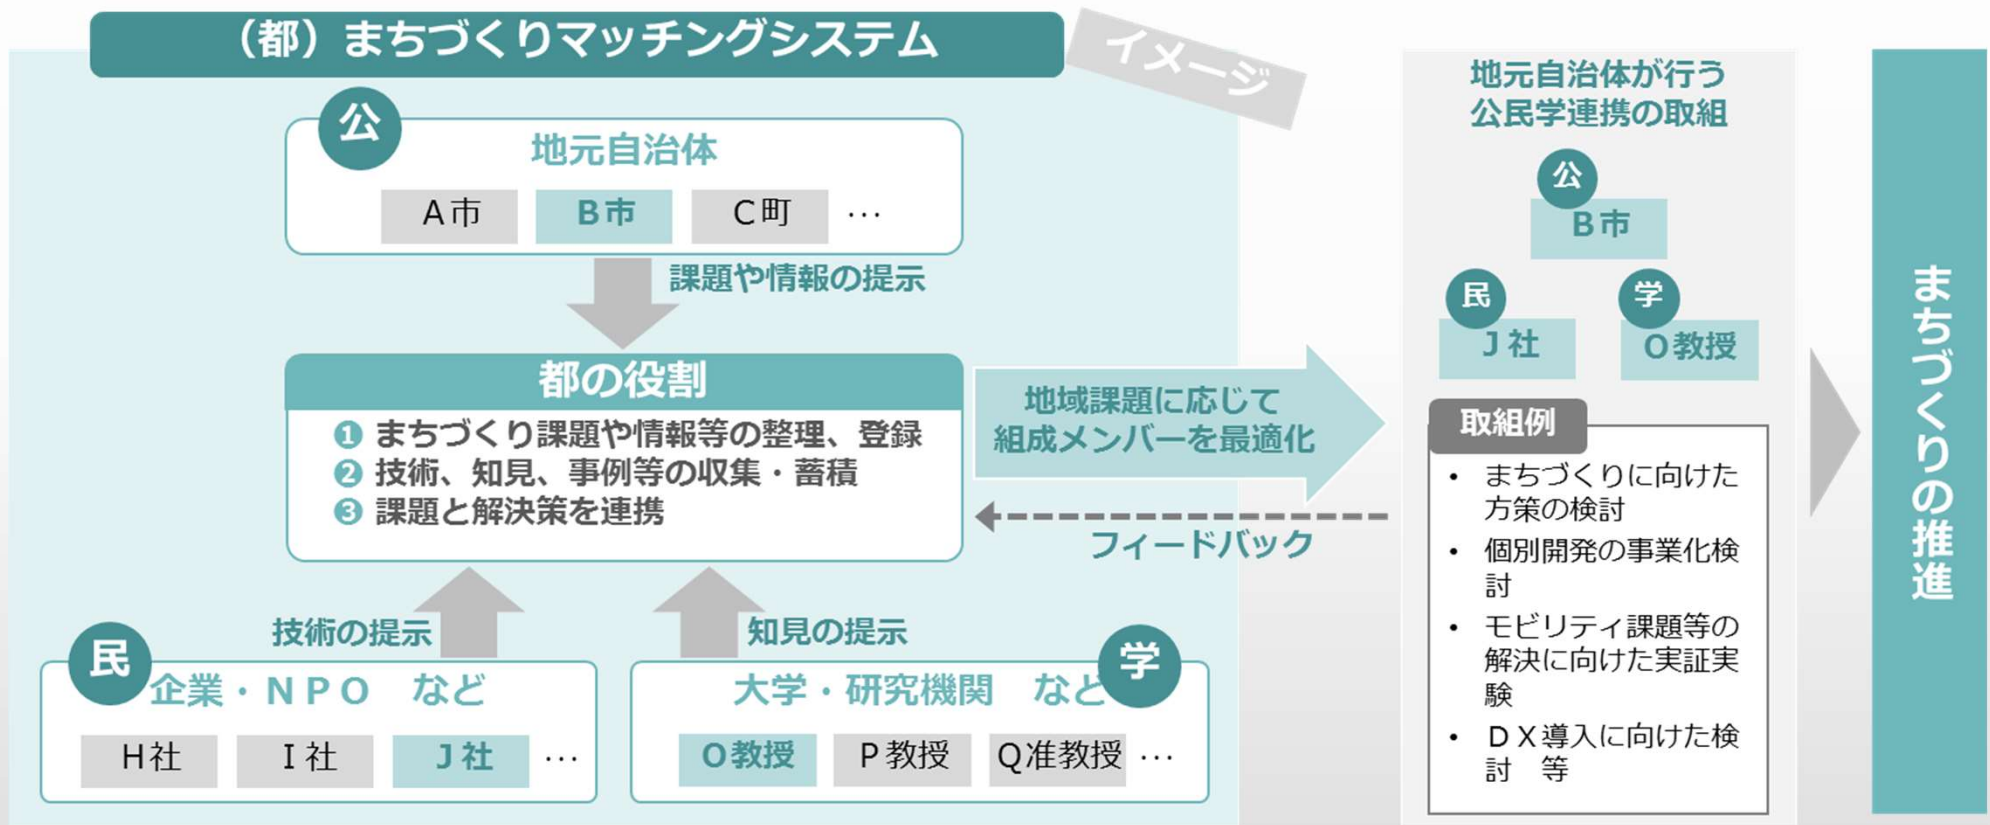 （都）まちづくりマッチングシステム
イメージ
公
地元自治体
A市
B市
C町
…
課題や情報の提示
都の役割
❶ まちづくり課題や情報等の整理、登録
❷ 技術、知見、事例等の収集・蓄積
❸ 課題と解決策を連携
技術の提示
民
企業・NPO　など
H社
I社
J社
…
知見の提示
学
大学・研究機関　など
O教授
P教授
Q准教授
…
地域課題に応じて
組成メンバーを最適化
フィードバック
地元自治体が行う
公民学連携の取組
公
B市
民
J社
学
O教授
取組例
• まちづくりに向けた
方策の検討
• 個別開発の事業化検
討
• モビリティ課題等の
解決に向けた実証実
験
• DX導入に向けた検
討　等
まちづくりの推進